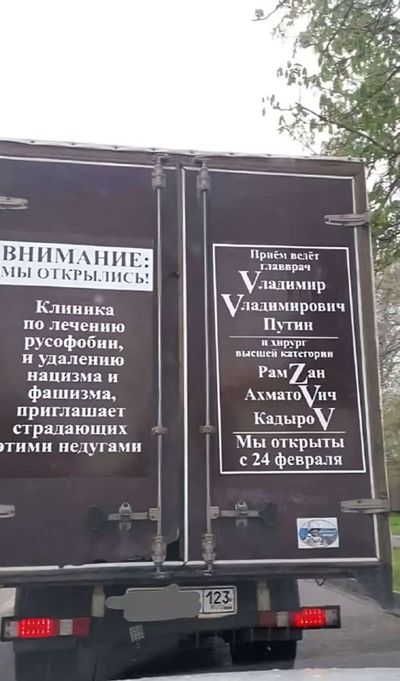 ВНИМАНИЕ:
МЫ ОТКРЫЛИСЬ!
Клиника
по лечению
русофобин,
и удалению
нацизма и
фашизма,
приглашает
страдающих
этими недугами
Приём ведёт
главврач
Vладимир
Vладимирович
Путин
и хирург
высшей категории
РамZан
АхматоVич
КадыроV
Мы открыты
с 24 февраля
123